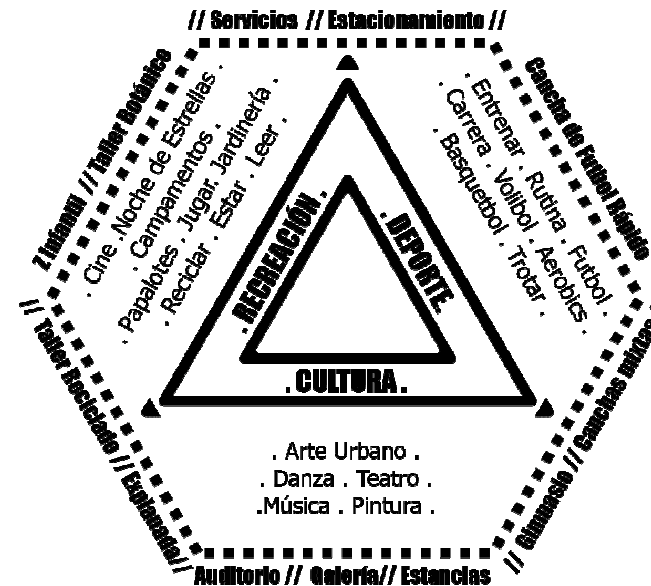 // Servicios // Estacionamiento //
Z Infantil // Taller Botánico
Cancha de Futbol Rápido
. Cine . Noche de Estrellas .
. Campamentos .
. Papalotes . Jugar. Jardinería .
. Reciclar . Estar . Leer .
. Entrenar . Rutina . Futbol .
. Carrera . Volibol . Aerobics .
. Basquetbol . Trotar .
. RECREACIÓN .
. DEPORTE.
. CULTURA .
// Taller Reciclado // Explanada//
// Gimnasio // Canchas mixtas
. Arte Urbano .
. Danza . Teatro .
.Música . Pintura .
Auditorio // Galería// Estancias